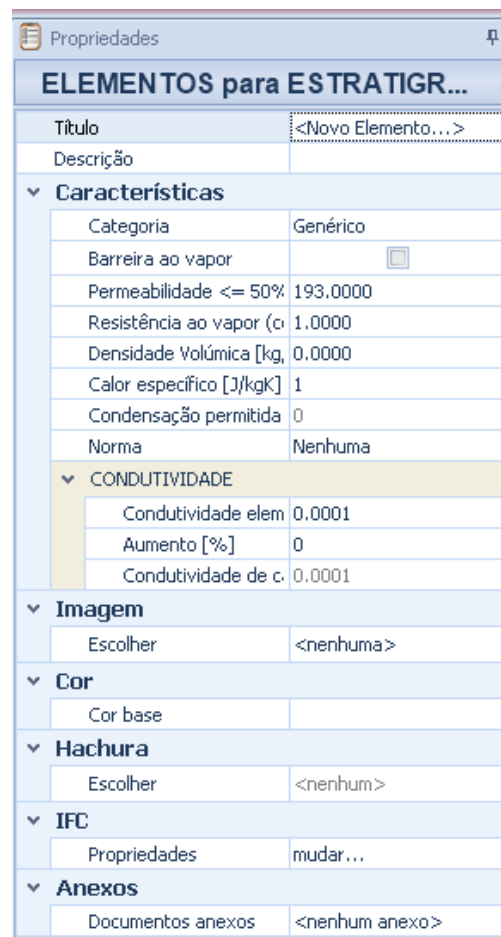 Propriedades
ELEMENTOS para ESTRATIGR...
Título <Novo Elemento...>
Descrição
Características
Categoria Genérico
Barreira ao vapor
Permeabilidade <= 50% 193.0000
Resistência ao vapor (c 1.0000
Densidade Volúmica [kg, 0.0000
Calor específico [J/kgK] 1
Condensação permitida 0
Norma Nenhuma
CONDUTIVIDADE
Condutividade elem 0.0001
Aumento [%] 0
Condutividade de c 0.0001
Imagem
Escolher <nenhuma>
Cor
Cor base
Hachura
Escolher <nenhum>
IFC
Propriedades mudar...
Anexos
Documentos anexos <nenhum anexo>